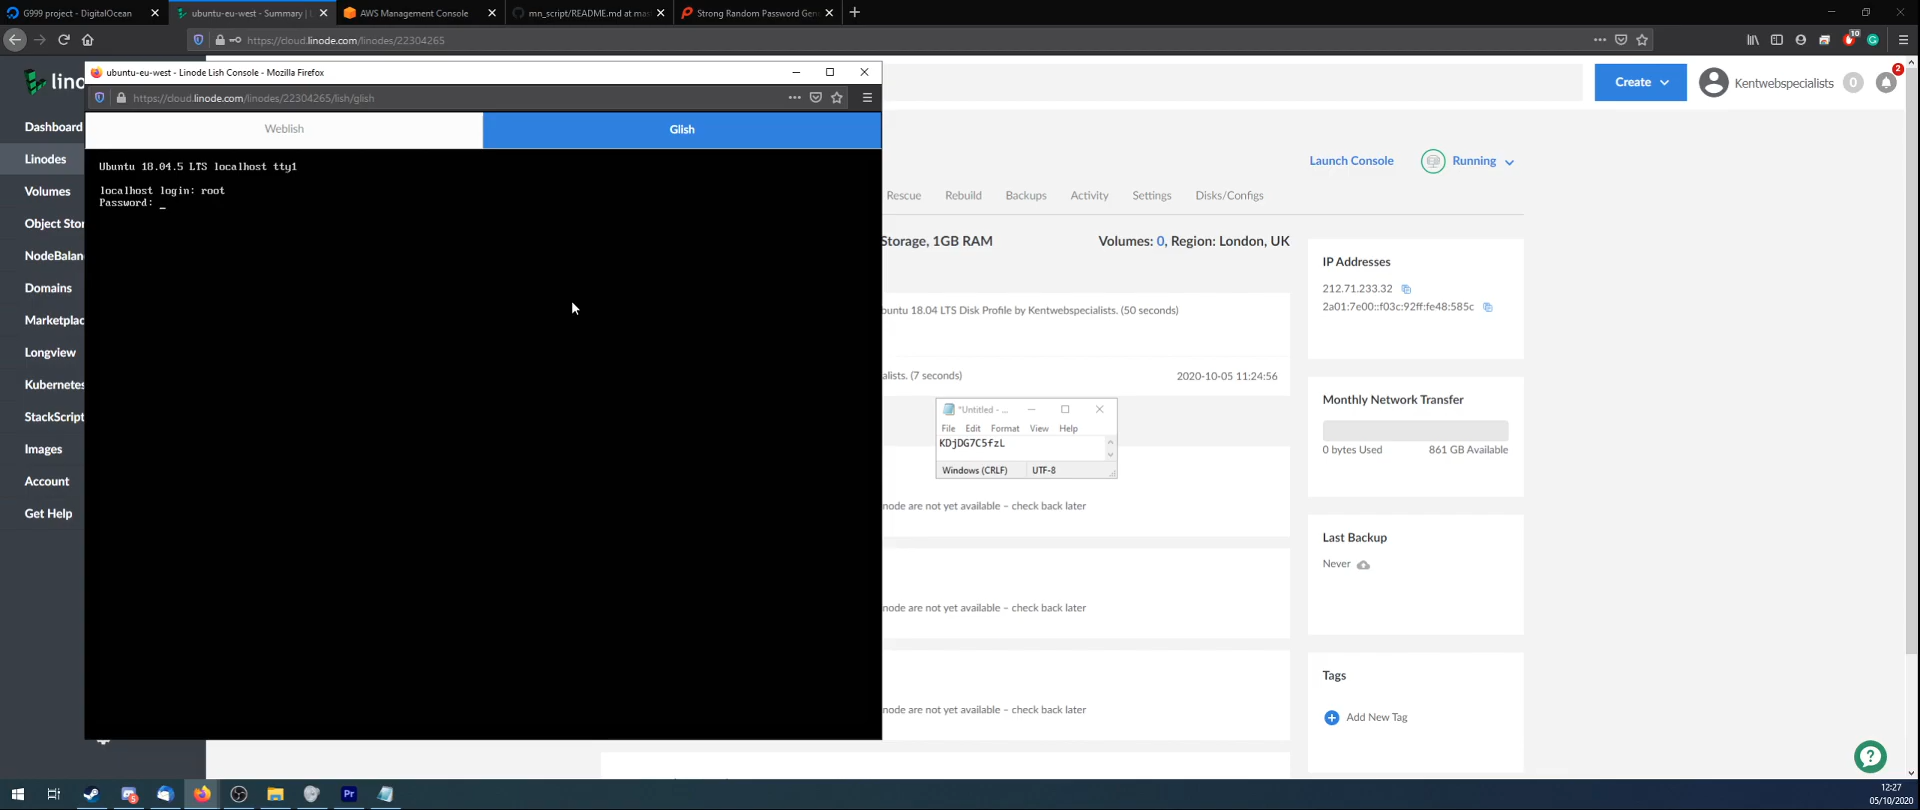 G999 project - DigitalOcean
ubuntu-eu-west - Summary |
AWS Management Console
mn_script/README.md at mas
Strong Random Password Gen
https://cloud.linode.com/linodes/22304265
10
lino
ubuntu-eu-west - Linode Lish Console - Mozilla Firefox
https://cloud.linode.com/linodes/22304265/lish/glish
Create
Kentwebspecialists
0
2
Weblish
Glish
Dashboard
Linodes
Volumes
Object Stor
NodeBalan
Domains
Marketplac
Longview
Kubernetes
StackScript
Images
Account
Get Help
Ubuntu 18.04.5 LTS localhost tty1
localhost login: root
Password: _
Launch Console
Running
Rescue
Rebuild
Backups
Activity
Settings
Disks/Configs
Storage, 1GB RAM
Volumes: 0, Region: London, UK
buntu 18.04 LTS Disk Profile by Kentwebspecialists. (50 seconds)
alists. (7 seconds)
2020-10-05 11:24:56
*Untitled - ...
File Edit Format View Help
KDjDG7C5fzL
Windows (CRLF)
UTF-8
node are not yet available – check back later
node are not yet available – check back later
node are not yet available – check back later
IP Addresses
212.71.233.32
2a01:7e00::f03c:92ff:fe48:585c
Monthly Network Transfer
0 bytes Used
861 GB Available
Last Backup
Never
Tags
Add New Tag
Pr
12:27
05/10/2020